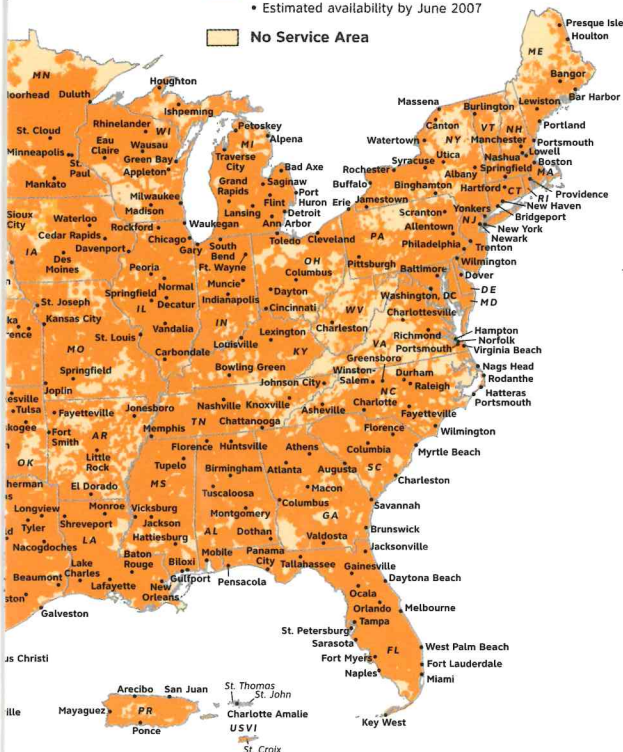 • Estimated availability by June 2007
No Service Area
Presque Isle
Houlton
ME
MN
Bangor
Houghton
Moorhead Duluth
Bar Harbor
Massena
Burlington
Lewiston
Ishpeming
Canton
Portland
Rhinelander
WI
Petoskey
VT NH
St. Cloud
Alpena
Watertown
NY
Manchester
Portsmouth
Eau
Claire
Wausau
MI
Utica
Nashua
Lowell
Minneapolis
Green Bay
Traverse
City
Bad Axe
Rochester
Syracuse
Albany
Springfield
Boston
St.
Paul
Appleton
Grand
Rapids
Saginaw
Buffalo
Binghamton
Hartford
CT
MA
Mankato
Flint
Port
Huron
Erie
Jamestown
RI
Providence
Milwaukee
Lansing
Detroit
Scranton
Yonkers
New Haven
Madison
Ann Arbor
Bridgeport
Sioux
City
Waterloo
Rockford
Waukegan
Allentown
NJ
New York
Cedar Rapids
Chicago
South
Bend
Toledo
Cleveland
PA
Newark
IA
Davenport
Gary
Philadelphia
Trenton
Des
Moines
Peoria
Ft. Wayne
OH
Pittsburgh
Wilmington
Normal
Muncie
Columbus
Baltimore
Dover
Springfield
Indianapolis
Dayton
Washington, DC
DE
St. Joseph
IL
Decatur
Cincinnati
WV
MD
Kansas City
Charlottesville
Vandalia
IN
Lexington
Charleston
St. Louis
Richmond
Hampton
MO
Louisville
VA
Portsmouth
Norfolk
Carbondale
KY
Greensboro
Virginia Beach
Springfield
Bowling Green
Winston-
Salem
Durham
Nags Head
Joplin
Johnson City
Raleigh
Rodanthe
Nashville
Knoxville
NC
Hatteras
Tulsa
Fayetteville
Jonesboro
Asheville
Charlotte
Portsmouth
TN
Chattanooga
Fayetteville
Fort
Smith
AR
Memphis
Florence
Wilmington
Florence
Huntsville
Athens
Columbia
Little
Rock
Tupelo
Myrtle Beach
OK
Birmingham
Atlanta
Augusta
SC
El Dorado
MS
Charleston
Tuscaloosa
Macon
Longview
Monroe
Vicksburg
Columbus
Savannah
Montgomery
GA
Tyler
Shreveport
Jackson
Brunswick
LA
Hattiesburg
AL
Dothan
Valdosta
Nacogdoches
Jacksonville
Baton
Rouge
Mobile
Panama
City
Lake
Charles
Biloxi
Tallahassee
Gainesville
Beaumont
Gulfport
Daytona Beach
Lafayette
New
Orleans
Pensacola
Ocala
Galveston
Orlando
Melbourne
Tampa
St. Petersburg
Sarasota
West Palm Beach
FL
Fort Myers
Fort Lauderdale
Naples
Miami
Arecibo
San Juan
St. Thomas
St. John
Mayaguez
PR
Charlotte Amalie
Ponce
USVI
Key West
St. Croix